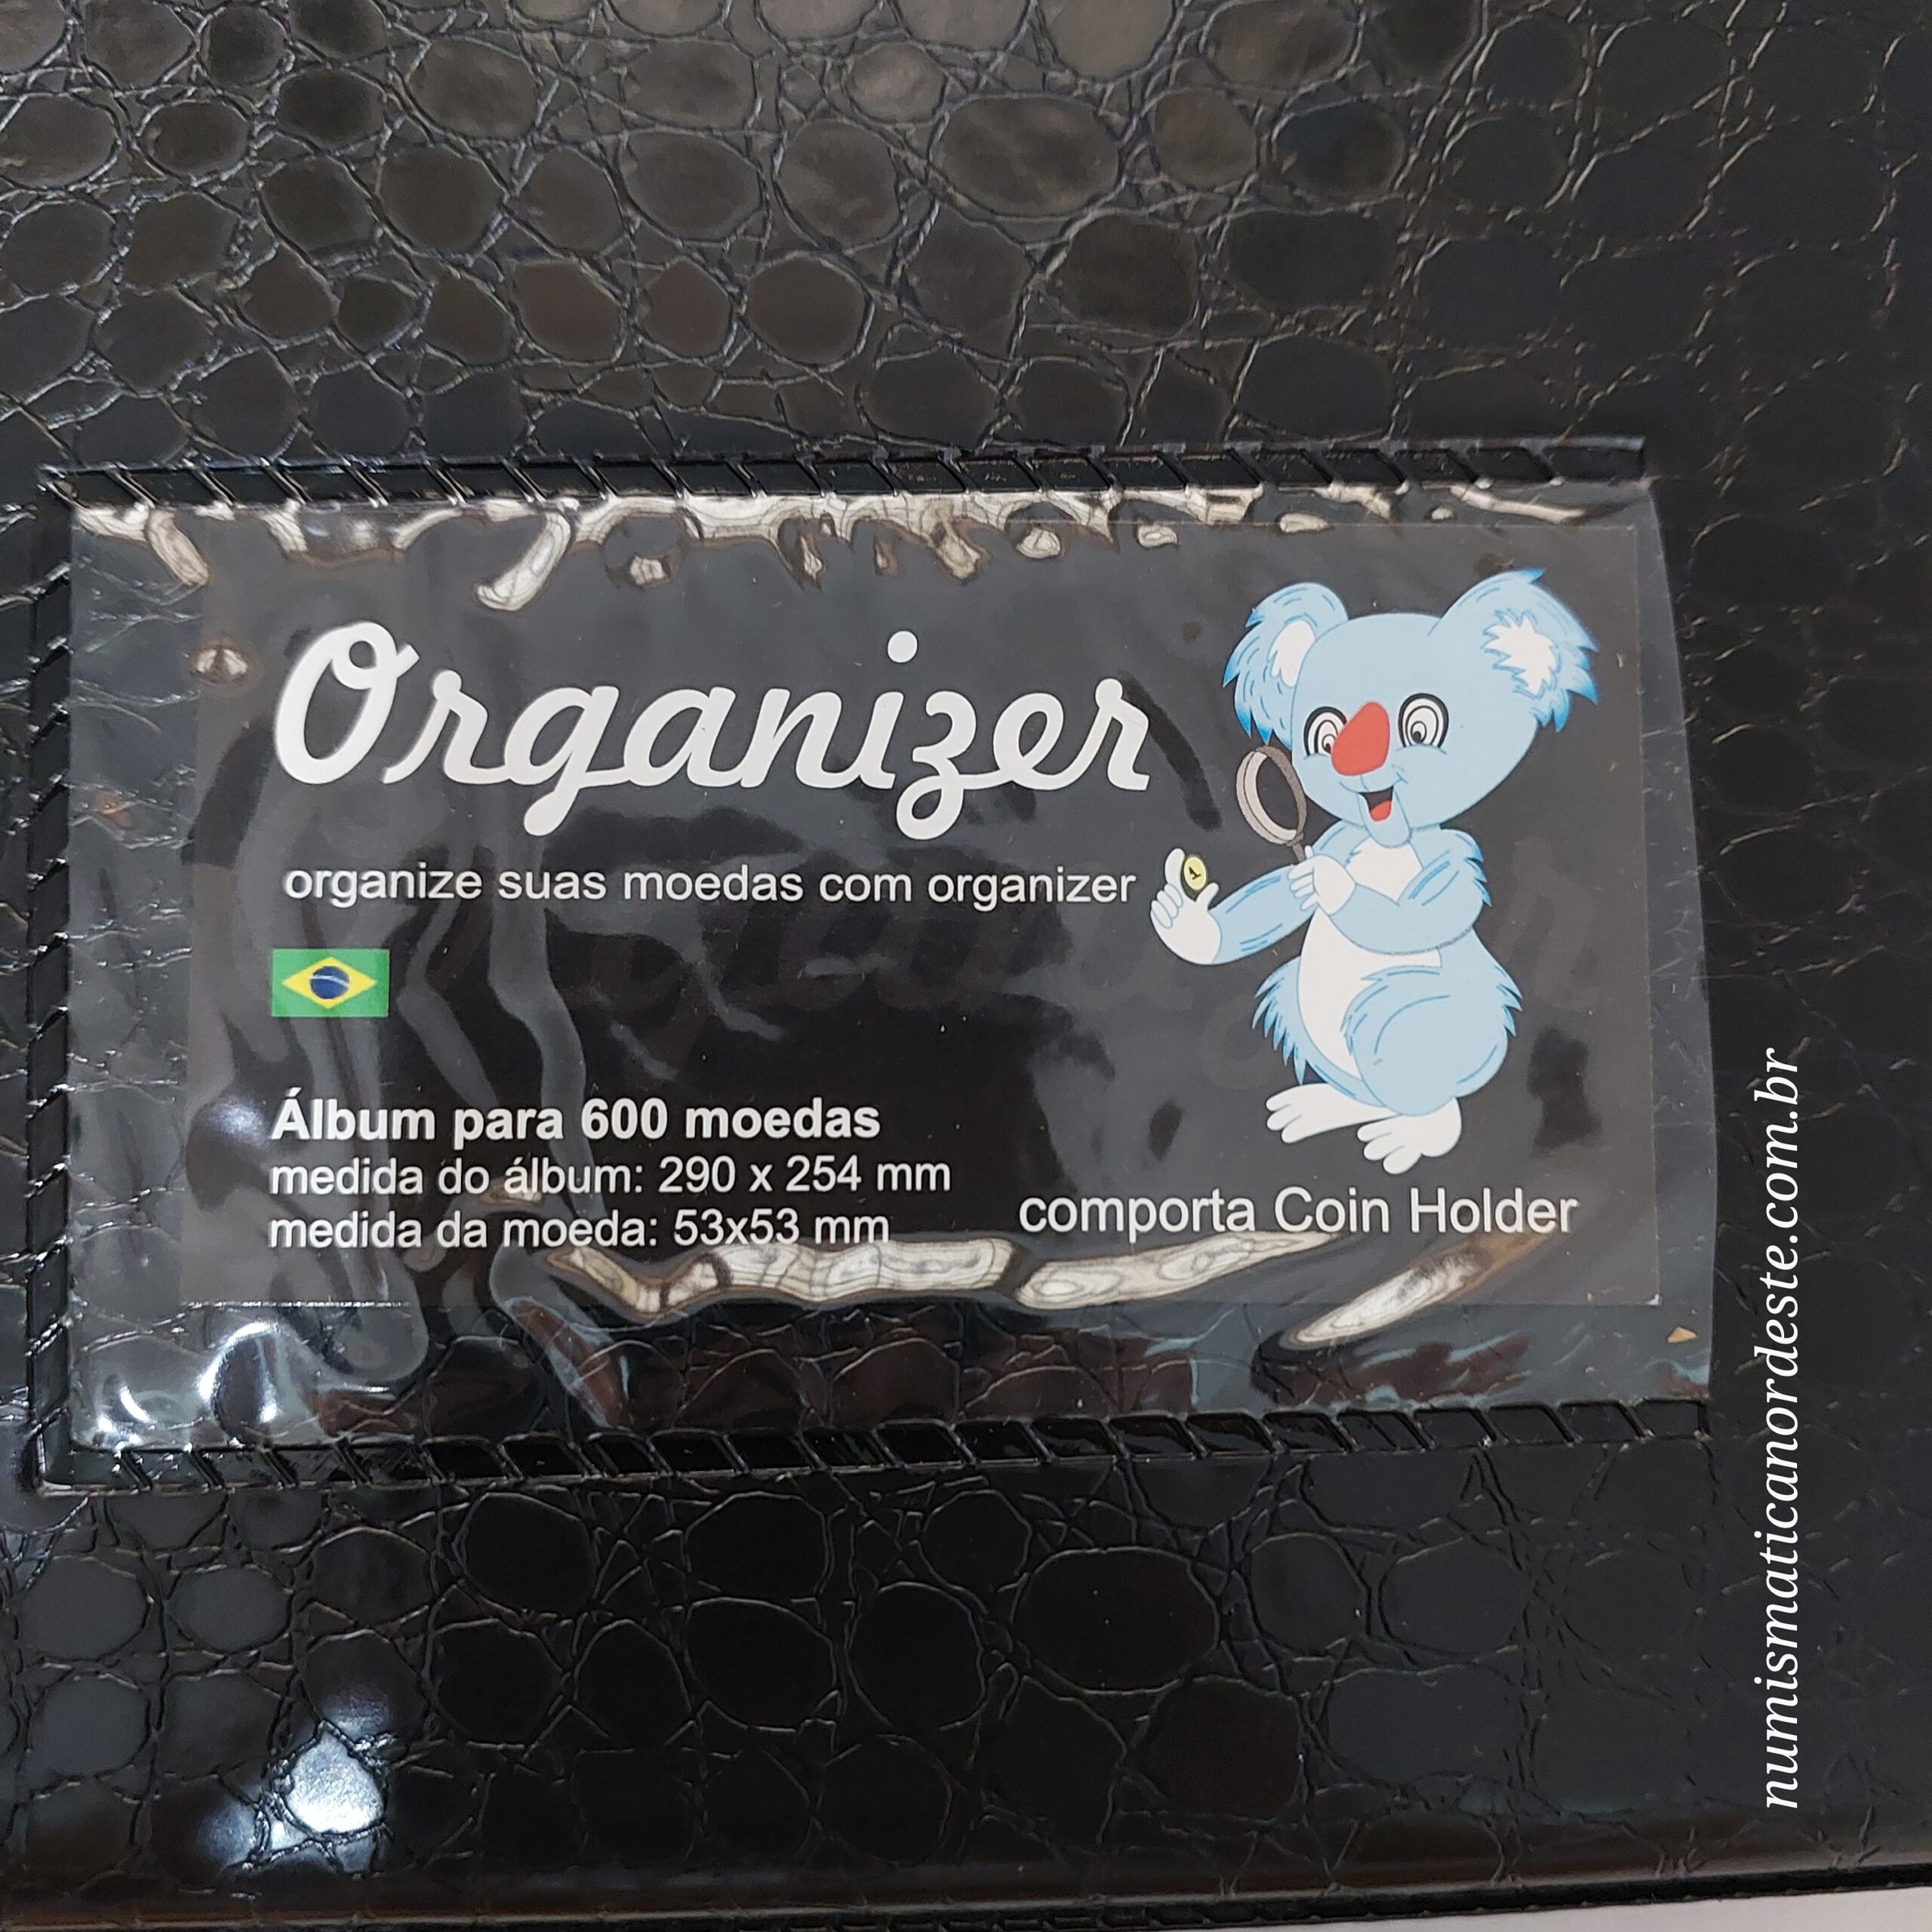 Organizer
organize suas moedas com organizer
Álbum para 600 moedas
medida do álbum: 290 x 254 mm
medida da moeda: 53x53 mm
comporta Coin Holder
numismaticanordeste.com.br